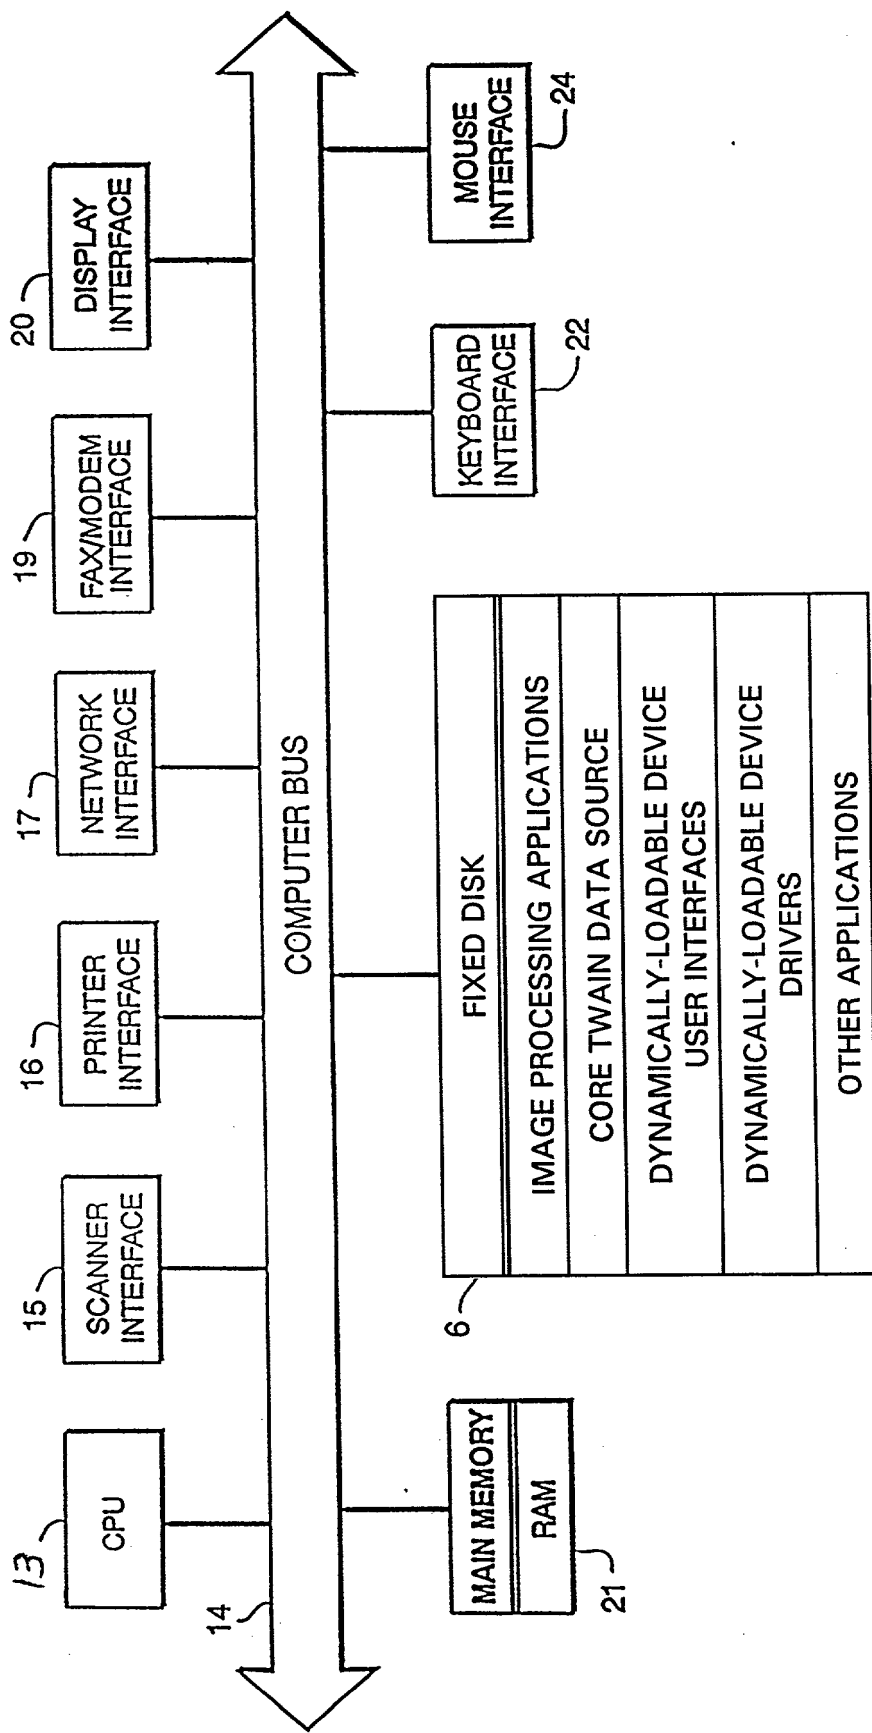 13
CPU
15
SCANNER
INTERFACE
16
PRINTER
INTERFACE
17
NETWORK
INTERFACE
19
FAX/MODEM
INTERFACE
20
DISPLAY
INTERFACE
14
COMPUTER BUS
MAIN MEMORY
RAM
21
6
FIXED DISK
IMAGE PROCESSING APPLICATIONS
CORE TWAIN DATA SOURCE
DYNAMICALLY-LOADABLE DEVICE
USER INTERFACES
DYNAMICALLY-LOADABLE DEVICE
DRIVERS
OTHER APPLICATIONS
KEYBOARD
INTERFACE
22
MOUSE
INTERFACE
24